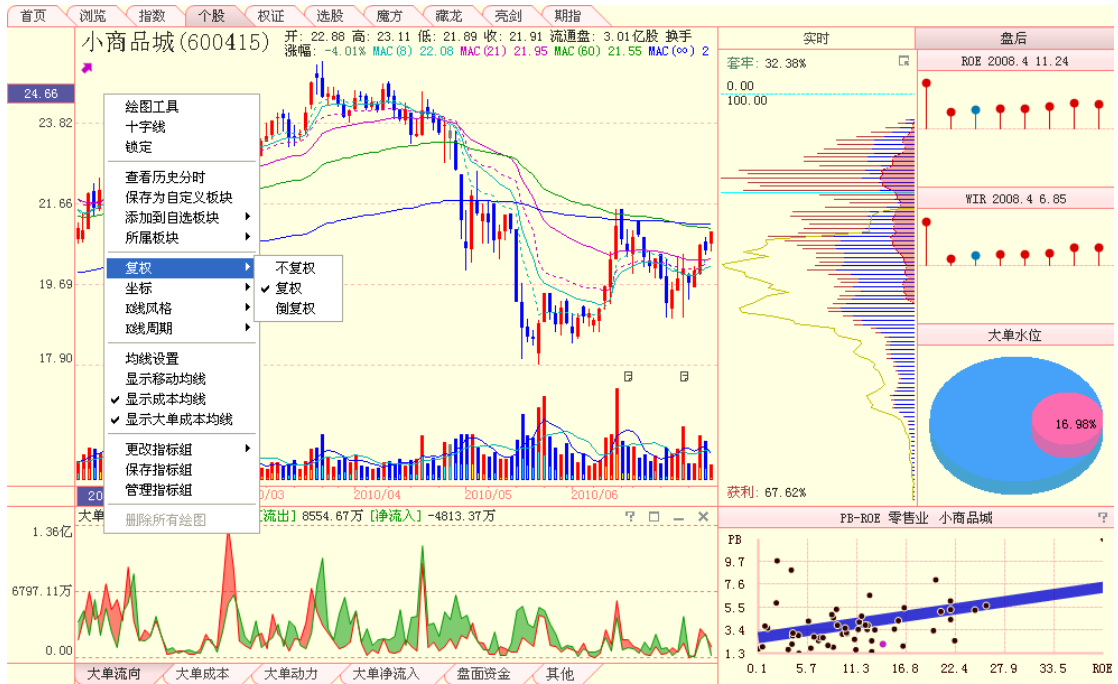 首页 浏览 指数 个股 权证 选股 魔方 藏龙 亮剑 期指
小商品城(600415)
开: 22.88 高: 23.11 低: 21.89 收: 21.91 流通盘: 3.01亿股 换手
涨幅: -4.01% MAC(8) 22.08 MAC(21) 21.95 MAC(60) 21.55 MAC(∞) 2
24.66
23.82
21.66
19.69
17.90
绘图工具
十字线
锁定
查看历史分时
保存为自定义板块
添加到自选板块
所属板块
复权
坐标
K线风格
K线周期
均线设置
显示移动均线
显示成本均线
显示大单成本均线
更改指标组
保存指标组
管理指标组
删除所有绘图
不复权
复权
倒复权
20 0/03 2010/04 2010/05 2010/06
大单 流出] 8554.67万 [净流入] -4813.37万
1.36亿
6797.11万
0.00
大单流向 大单成本 大单动力 大单净流入 盘面资金 其他
实时 盘后
套牢: 32.38%
0.00
100.00
获利: 67.62%
ROE 2008.4 11.24
WIR 2008.4 6.85
大单水位
16.98%
PB-ROE 零售业 小商品城 ?
PB
9.7
7.6
5.5
3.4
1.3
0.1 5.7 11.3 16.8 22.4 27.9 33.5 ROE